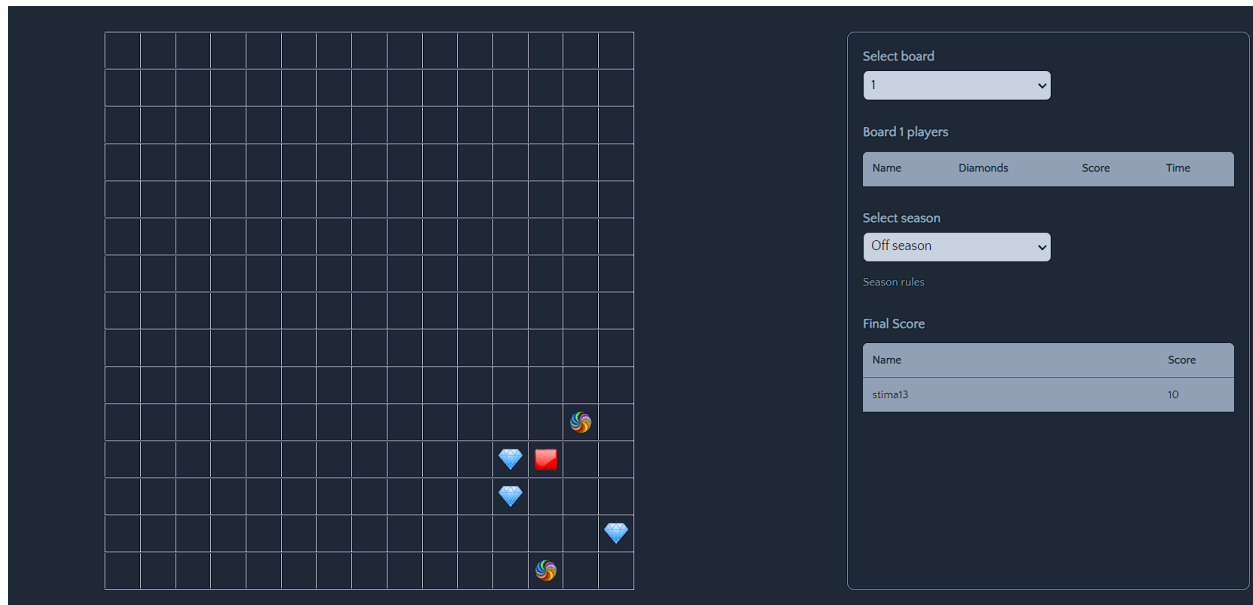 Select board
1
Board 1 players
Name Diamonds Score Time
Select season
Off season
Season rules
Final Score
Name Score
stima13 10